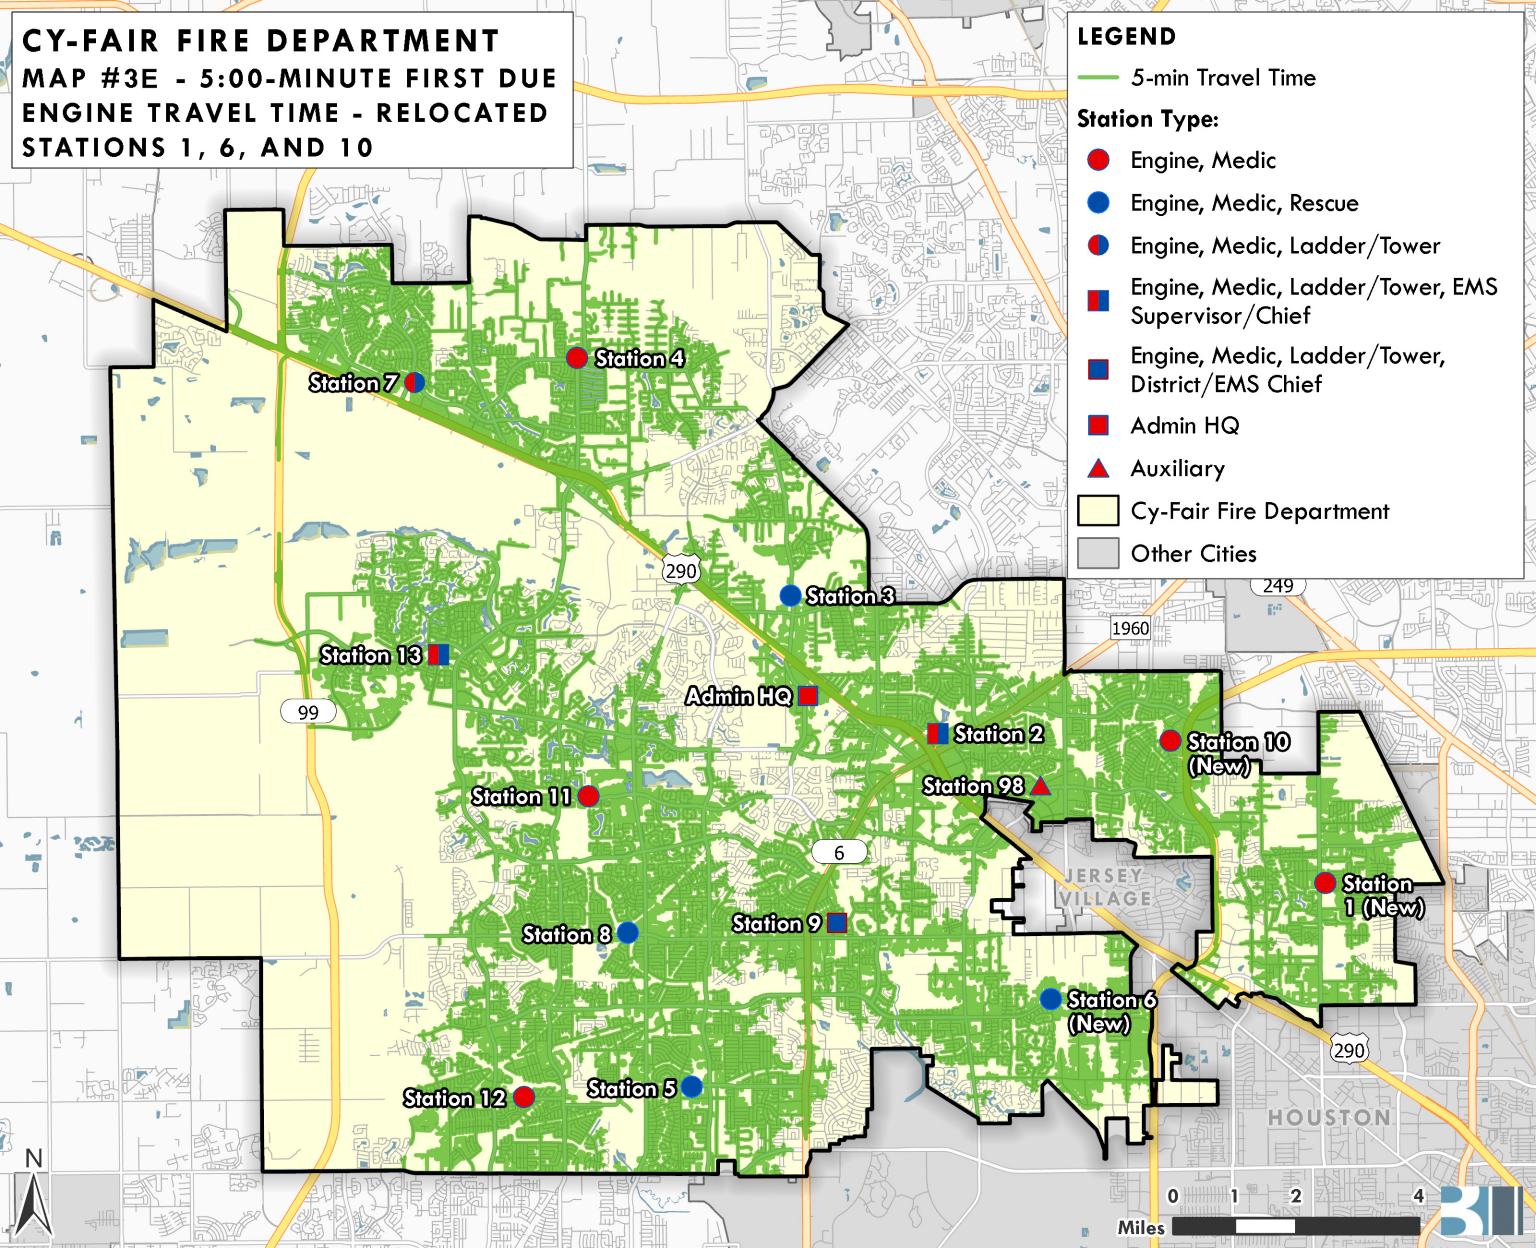 CY-FAIR FIRE DEPARTMENT
MAP #3E - 5:00-MINUTE FIRST DUE
ENGINE TRAVEL TIME - RELOCATED
STATIONS 1, 6, AND 10
LEGEND
5-min Travel Time
Station Type:
Engine, Medic
Engine, Medic, Rescue
Engine, Medic, Ladder/Tower
Engine, Medic, Ladder/Tower, EMS
Supervisor/Chief
Engine, Medic, Ladder/Tower,
District/EMS Chief
Admin HQ
Auxiliary
Cy-Fair Fire Department
Other Cities
249
1960
Station 4
Station 7
290
Station 3
Station 13
Admin HQ
99
Station 2
Station 10
(New)
Station 98
Station 11
6
JERSEY
VILLAGE
Station
1 (New)
Station 9
Station 8
Station 6
(New)
290
Station 5
Station 12
HOUSTON
N
0 1 2 4
Miles